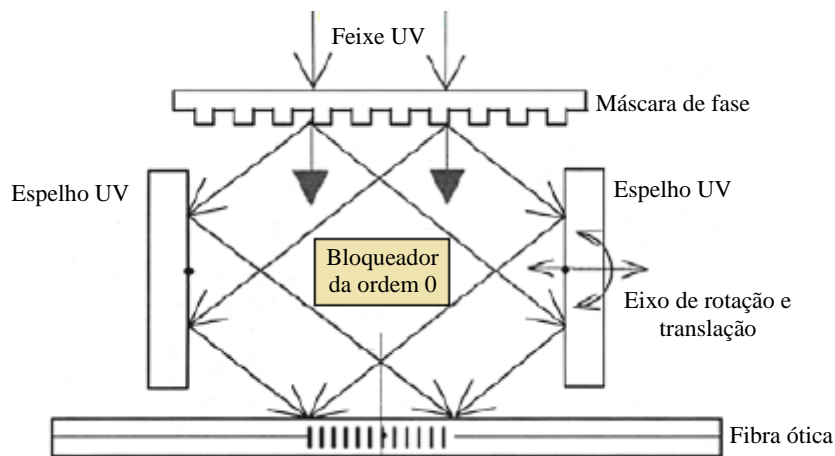 Feixe UV
Máscara de fase
Espelho UV
Espelho UV
Bloqueador
da ordem 0
Eixo de rotação e
translação
Fibra ótica